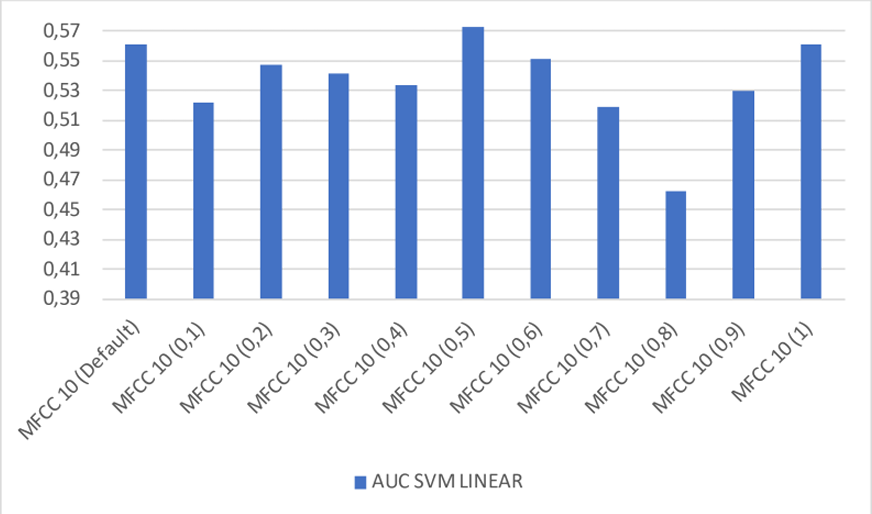 0,57
0,55
0,53
0,51
0,49
0,47
0,45
0,43
0,41
0,39
MFCC 10 (Default)
MFCC 10 (0,1)
MFCC 10 (0,2)
MFCC 10 (0,3)
MFCC 10 (0,4)
MFCC 10 (0,5)
MFCC 10 (0,6)
MFCC 10 (0,7)
MFCC 10 (0,8)
MFCC 10 (0,9)
MFCC 10 (1)
AUC SVM LINEAR